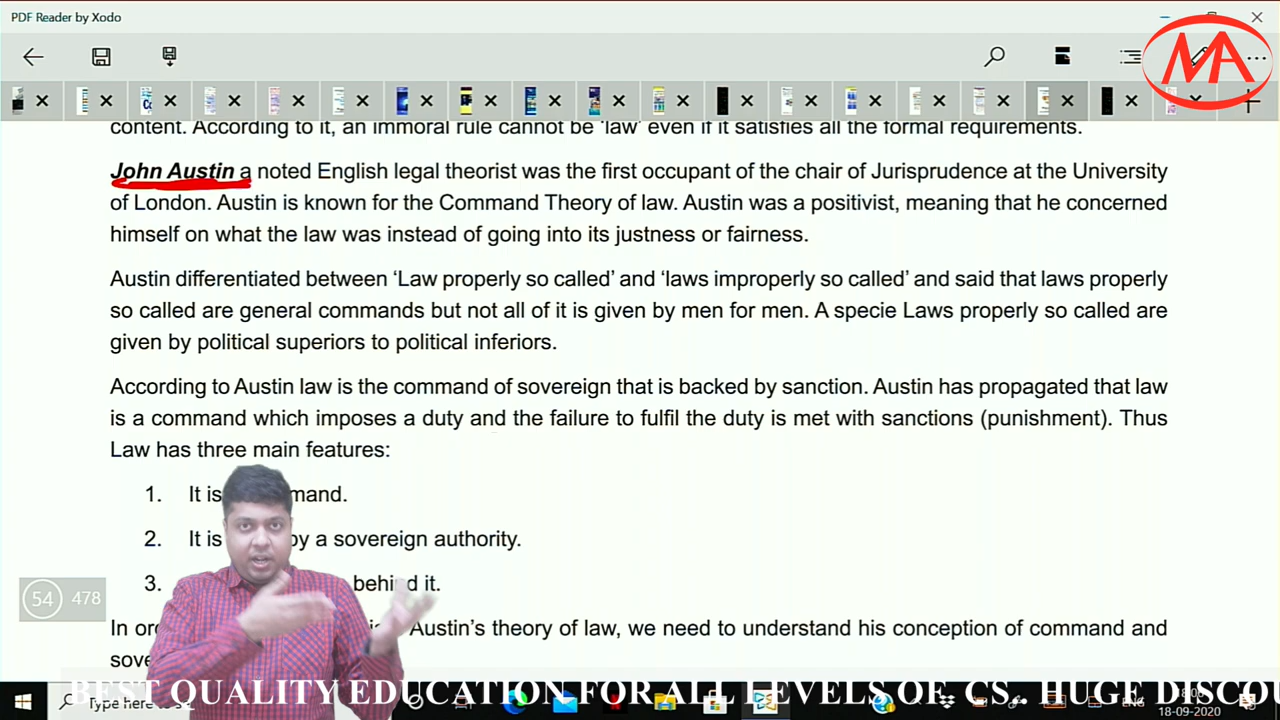 PDF Reader by Xodo
MA
content. According to it, an immoral rule cannot be 'law' even if it satisfies all the formal requirements.
John Austin a noted English legal theorist was the first occupant of the chair of Jurisprudence at the University
of London. Austin is known for the Command Theory of law. Austin was a positivist, meaning that he concerned
himself on what the law was instead of going into its justness or fairness.
Austin differentiated between 'Law properly so called' and 'laws improperly so called' and said that laws properly
so called are general commands but not all of it is given by men for men. A specie Laws properly so called are
given by political superiors to political inferiors.
According to Austin law is the command of sovereign that is backed by sanction. Austin has propagated that law
is a command which imposes a duty and the failure to fulfil the duty is met with sanctions (punishment). Thus
Law has three main features:
1. It is mand.
2. It is by a sovereign authority.
3. behind it.
54 478
In Austin's theory of law, we need to understand his conception of command and
BEST QUALITY EDUCATION FOR ALL LEVELS OF CS.. HUGE DISCOU
Type here to
ENG
18-09-2020